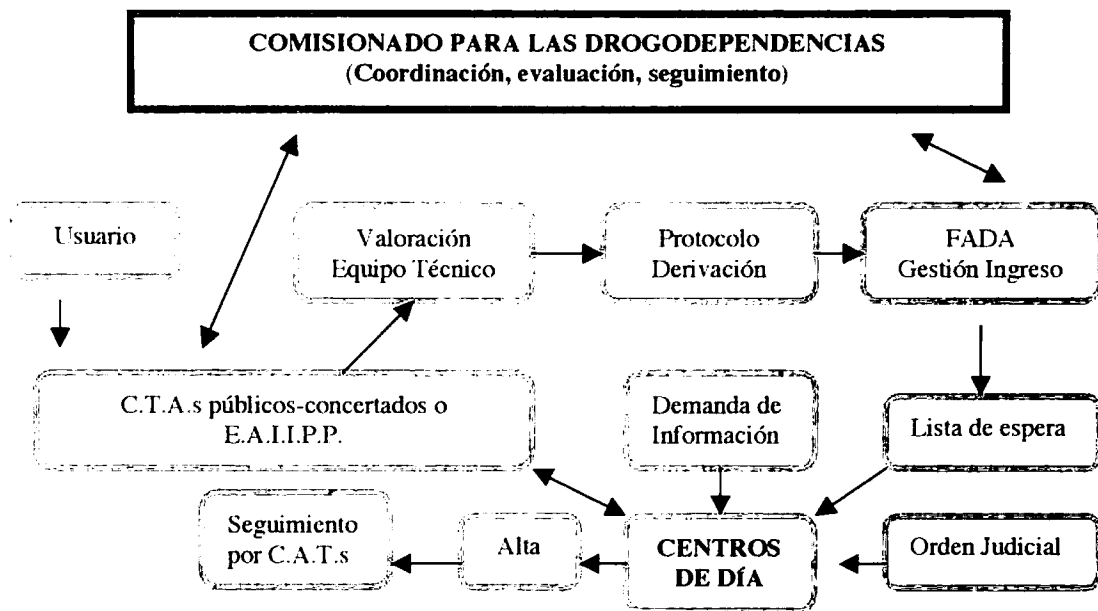 COMISIONADO PARA LAS DROGODEPENDENCIAS
(Coordinación, evaluación, seguimiento)
Usuario
Valoración
Equipo Técnico
Protocolo
Derivación
FADA
Gestión Ingreso
C.T.A.s públicos-concertados o
E.A.I.I.P.P.
Demanda de
Información
Lista de espera
Seguimiento
por C.A.T.s
Alta
CENTROS
DE DÍA
Orden Judicial